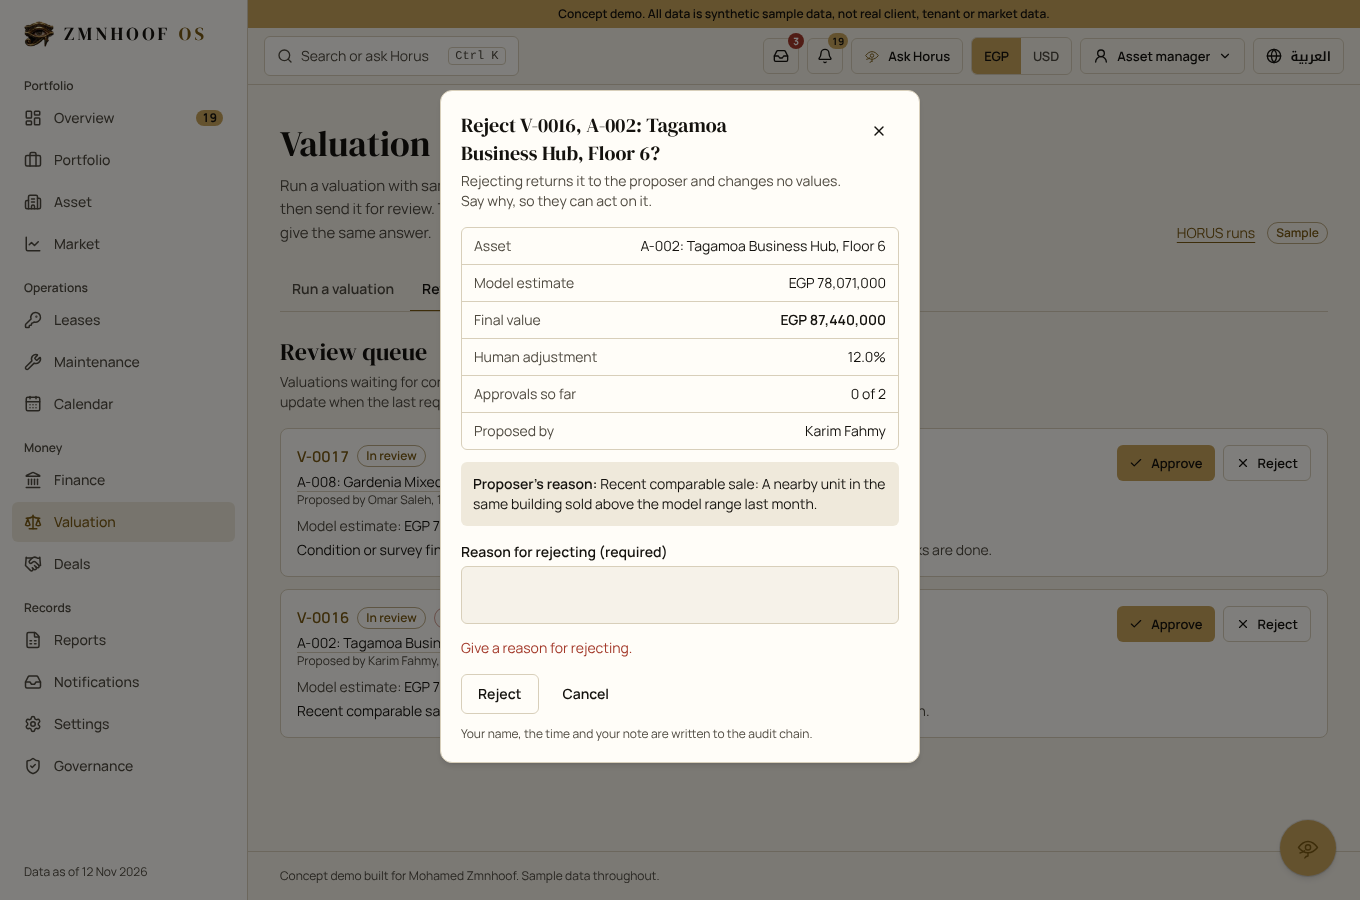 Concept demo. All data is synthetic sample data, not real client, tenant or market data.
ZMNHOOF OS
Search or ask Horus
Ctrl K
3
19
Ask Horus
EGP
USD
Asset manager
العربية
Portfolio
Overview
19
Portfolio
Asset
Market
Operations
Leases
Maintenance
Calendar
Money
Finance
Valuation
Deals
Records
Reports
Notifications
Settings
Governance
Data as of 12 Nov 2026
Valuation
Run a valuation with
then send it for review.
give the same answer.
HORUS runs
Sample
Run a valuation
Review queue
Valuations waiting for
update when the last
V-0017
In review
A-008: Gardenia
Proposed by Omar Saleh,
Model estimate: EGP
Condition or survey
are done.
Approve
Reject
V-0016
In review
A-002: Tagamoa
Proposed by Karim Fahmy,
Model estimate: EGP
Recent comparable
Approve
Reject
Reject V-0016, A-002: Tagamoa
Business Hub, Floor 6?
Rejecting returns it to the proposer and changes no values.
Say why, so they can act on it.
Asset
A-002: Tagamoa Business Hub, Floor 6
Model estimate
EGP 78,071,000
Final value
EGP 87,440,000
Human adjustment
12.0%
Approvals so far
0 of 2
Proposed by
Karim Fahmy
Proposer's reason: Recent comparable sale: A nearby unit in the
same building sold above the model range last month.
Reason for rejecting (required)
Give a reason for rejecting.
Reject
Cancel
Your name, the time and your note are written to the audit chain.
Concept demo built for Mohamed Zmnhoof. Sample data throughout.